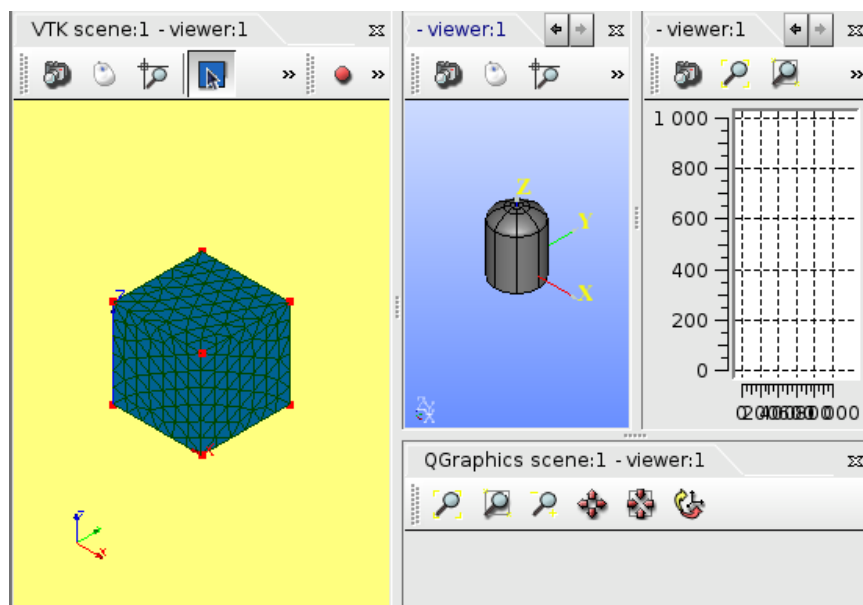 VTK scene:1 - viewer:1
- viewer:1
- viewer:1
»
»
»
»
Z
Y
X
Z
X
Z
X
1 000
800
600
400
200
0
QGraphics scene:1 - viewer:1